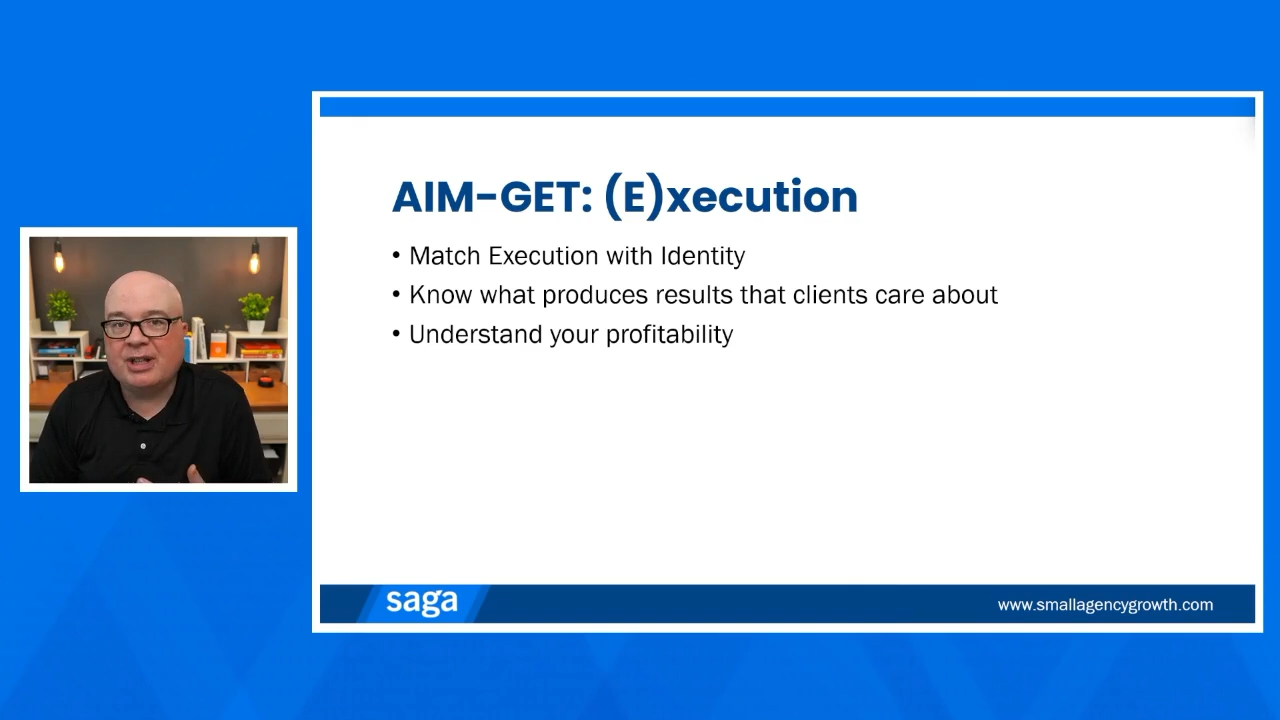 AIM-GET: (E)xecution
• Match Execution with Identity
• Know what produces results that clients care about
• Understand your profitability
saga
www.smallagencygrowth.com